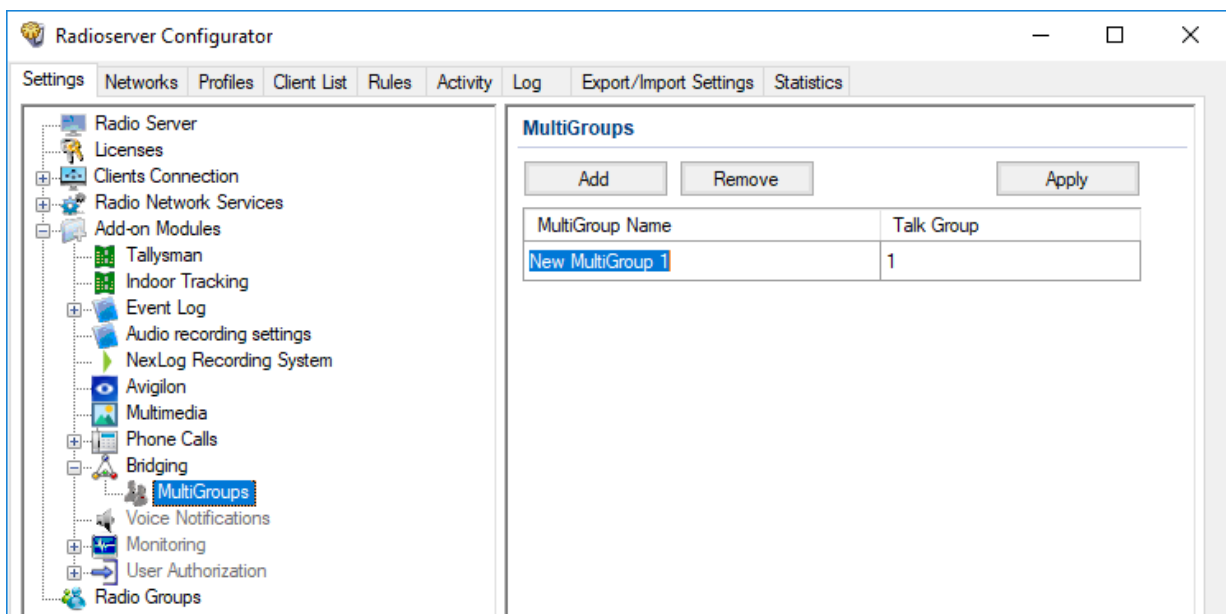 Radioserver Configurator
Settings Networks Profiles Client List Rules Activity Log Export/Import Settings Statistics
Radio Server
Licenses
Clients Connection
Radio Network Services
Add-on Modules
Tallysman
Indoor Tracking
Event Log
Audio recording settings
NexLog Recording System
Avigilon
Multimedia
Phone Calls
Bridging
MultiGroups
Voice Notifications
Monitoring
User Authorization
Radio Groups
MultiGroups
Add Remove Apply
MultiGroup Name Talk Group
New MultiGroup 1 1